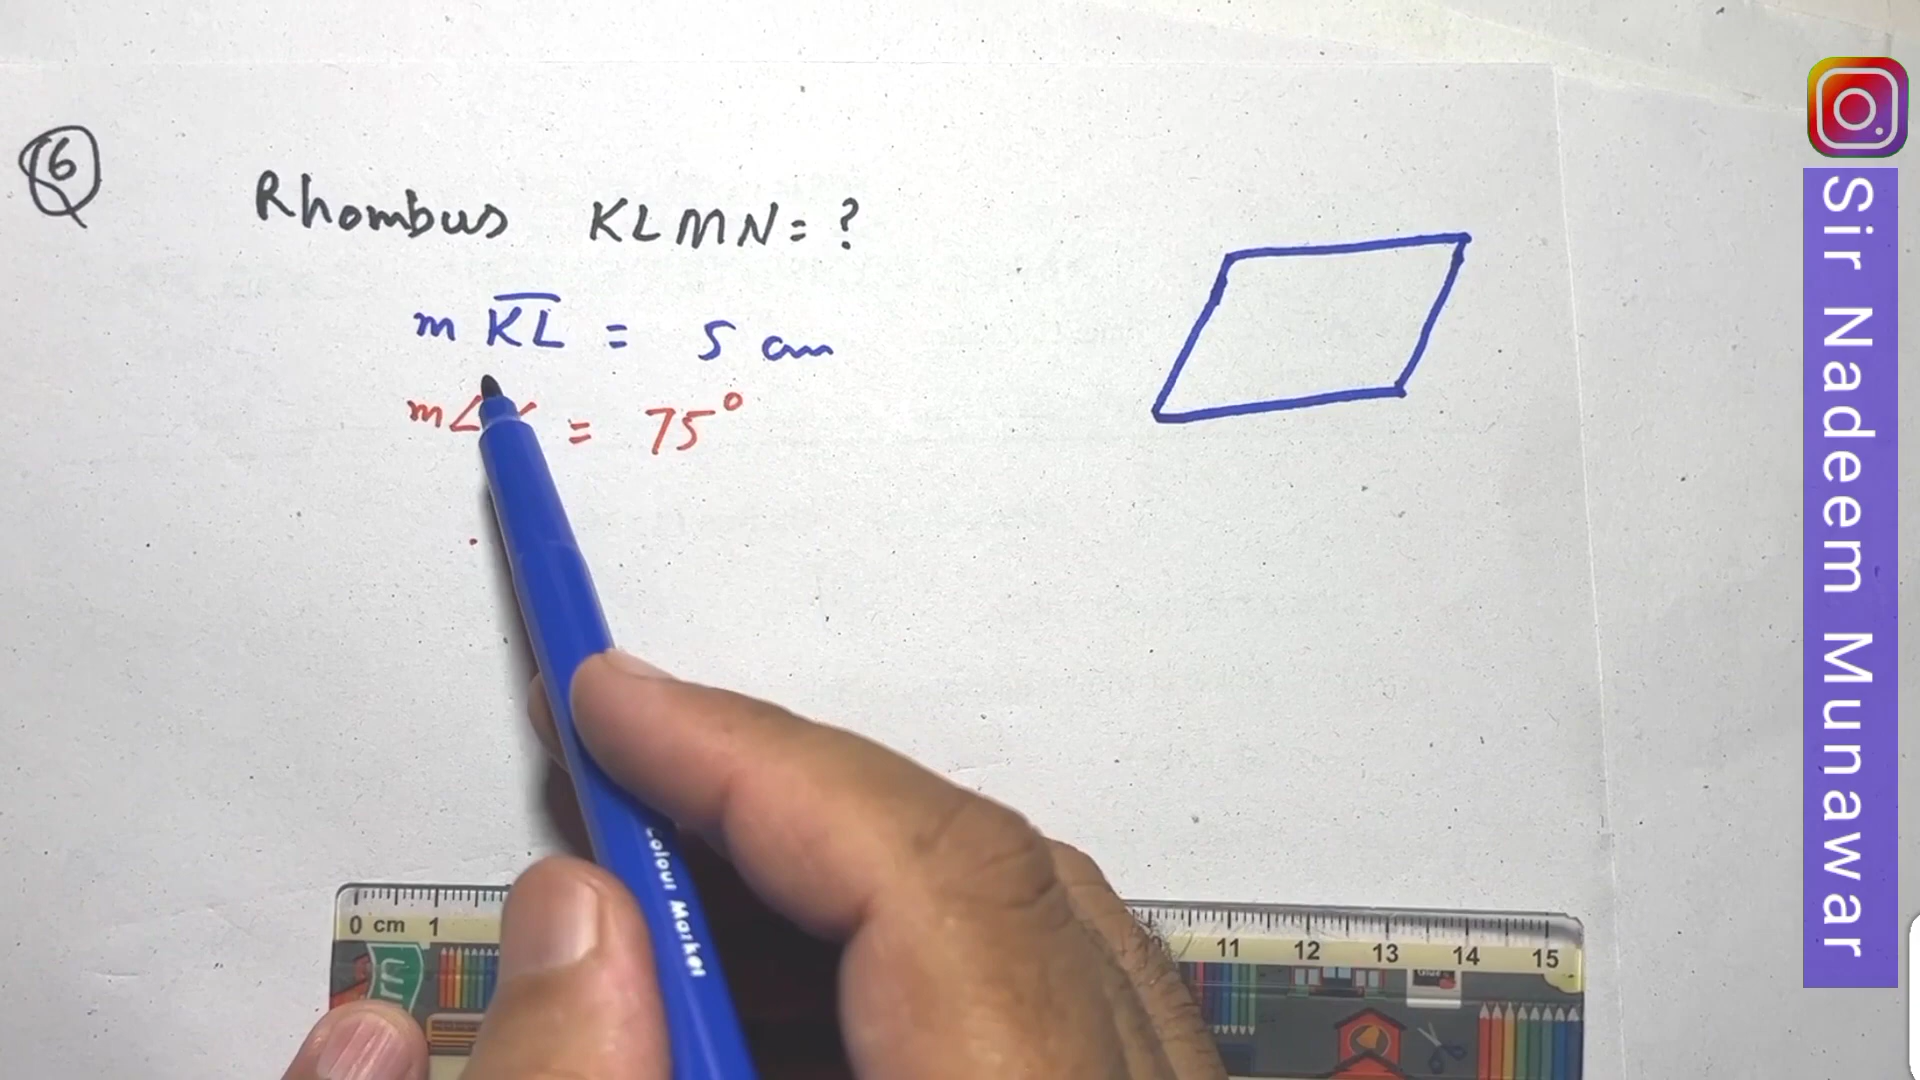 Q6
Rhombus KLMN = ?
m KL = 5 cm
m∠ = 75°
0 cm 1 11 12 13 14 15
Colour Marker
Sir Nadeem Munawar